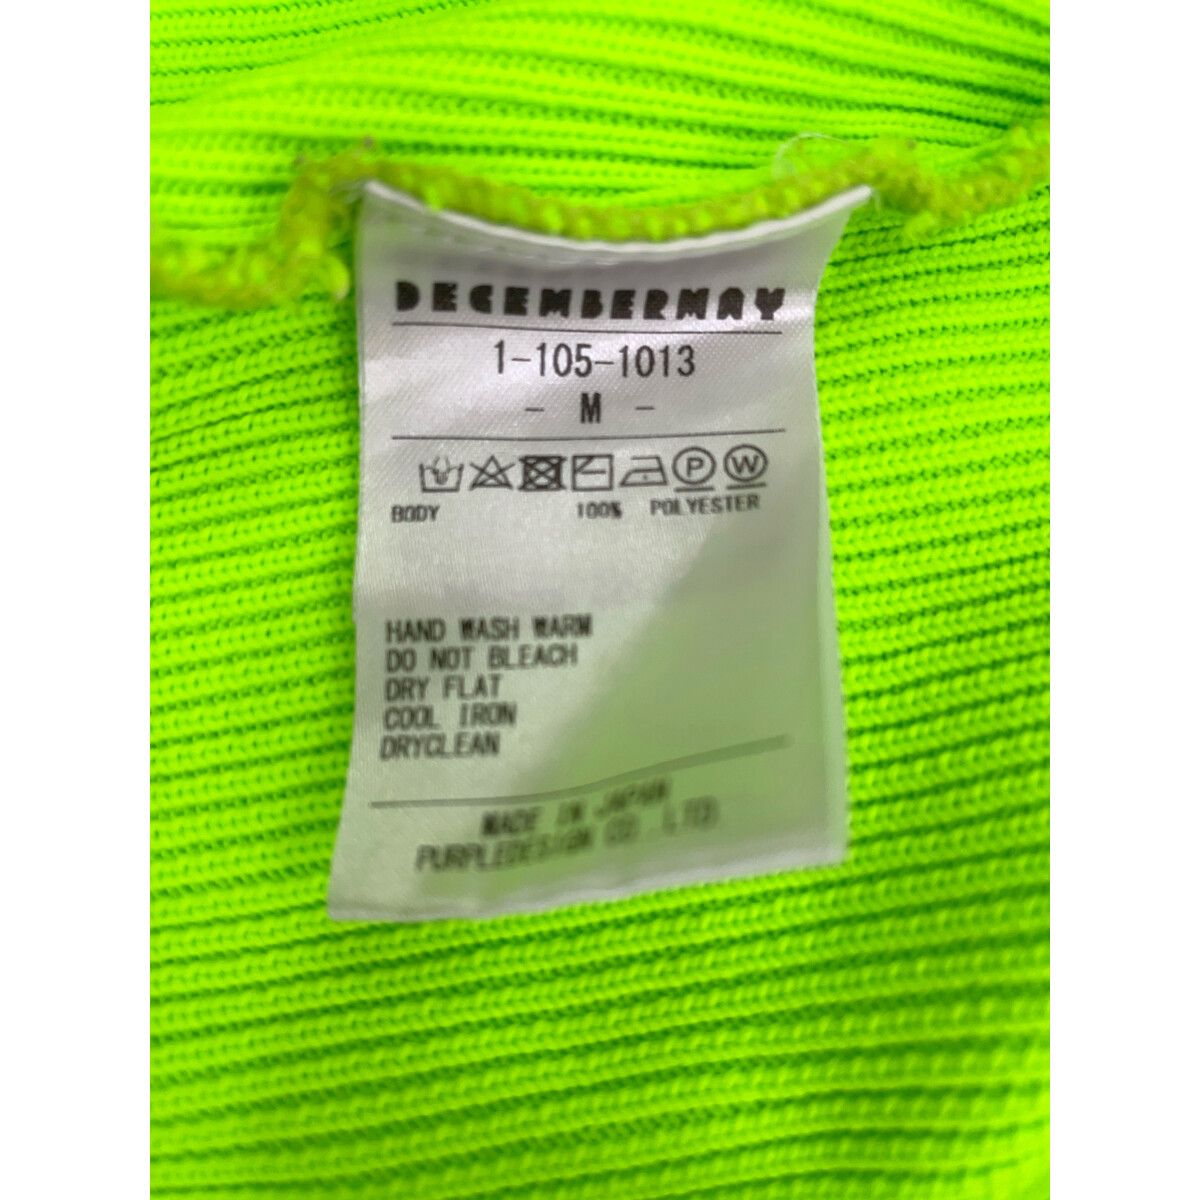 DECEMBERMAY
1-105-1013
- M -
P W
BODY 100% POLYESTER
HAND WASH WARM
DO NOT BLEACH
DRY FLAT
COOL IRON
DRYCLEAN
MADE IN JAPAN
PURPLEDESIGN CO.,LTD